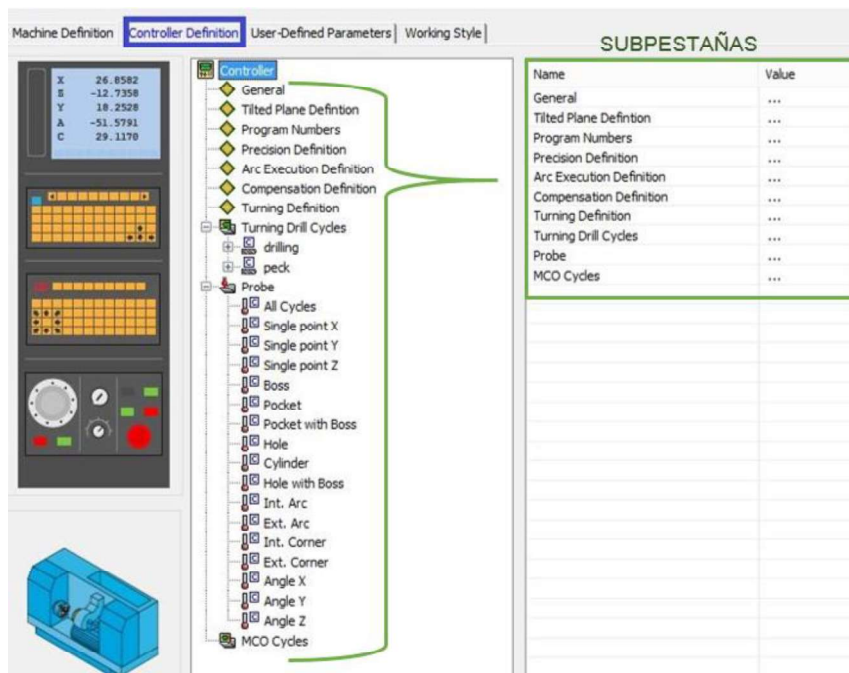 Machine Definition Controller Definition User-Defined Parameters Working Style
SUBPESTAÑAS
X 26.8582
Z -12.7358
Y 18.2528
A -51.5791
C 29.1170
Controller
General
Tilted Plane Defintion
Program Numbers
Precision Definition
Arc Execution Definition
Compensation Definition
Turning Definition
Turning Drill Cycles
drilling
peck
Probe
All Cycles
Single point X
Single point Y
Single point Z
Boss
Pocket
Pocket with Boss
Hole
Cylinder
Hole with Boss
Int. Arc
Ext. Arc
Int. Corner
Ext. Corner
Angle X
Angle Y
Angle Z
MCO Cycles
Name Value
General ...
Tilted Plane Defintion ...
Program Numbers ...
Precision Definition ...
Arc Execution Definition ...
Compensation Definition ...
Turning Definition ...
Turning Drill Cycles ...
Probe ...
MCO Cycles ...